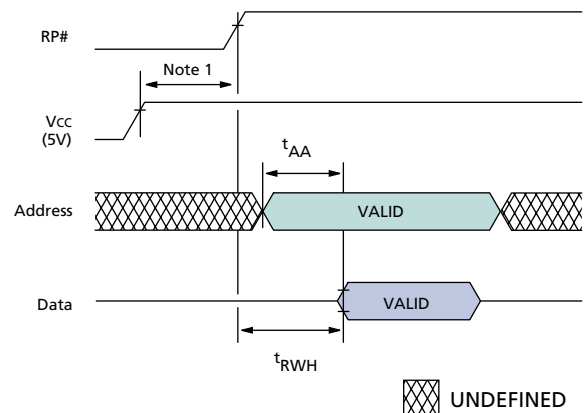 RP#
Note 1
Vcc
(5V)
tAA
Address
VALID
Data
VALID
tRWH
UNDEFINED